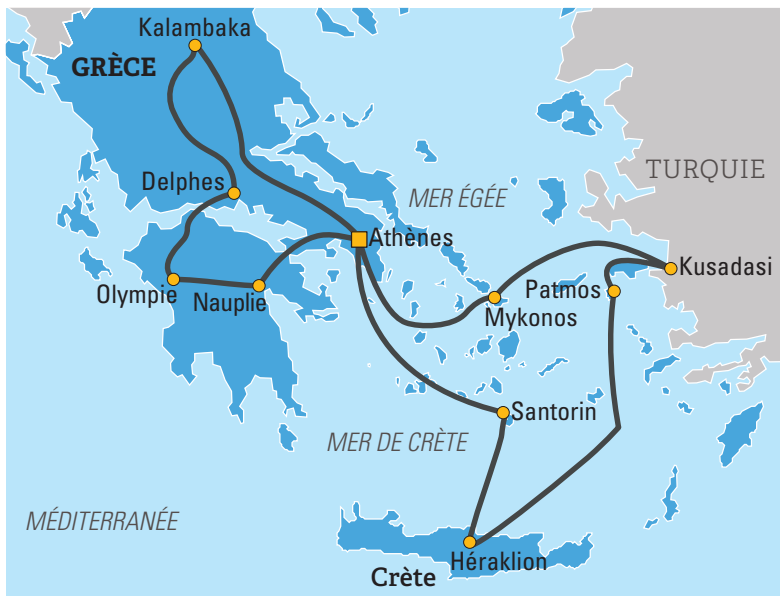 Kalambaka
GRÈCE
TURQUIE
Delphes
MER ÉGÉE
Athènes
Kusadasi
Olympie
Nauplie
Patmos
Mykonos
Santorin
MER DE CRÈTE
MÉDITERRANÉE
Héraklion
Crète